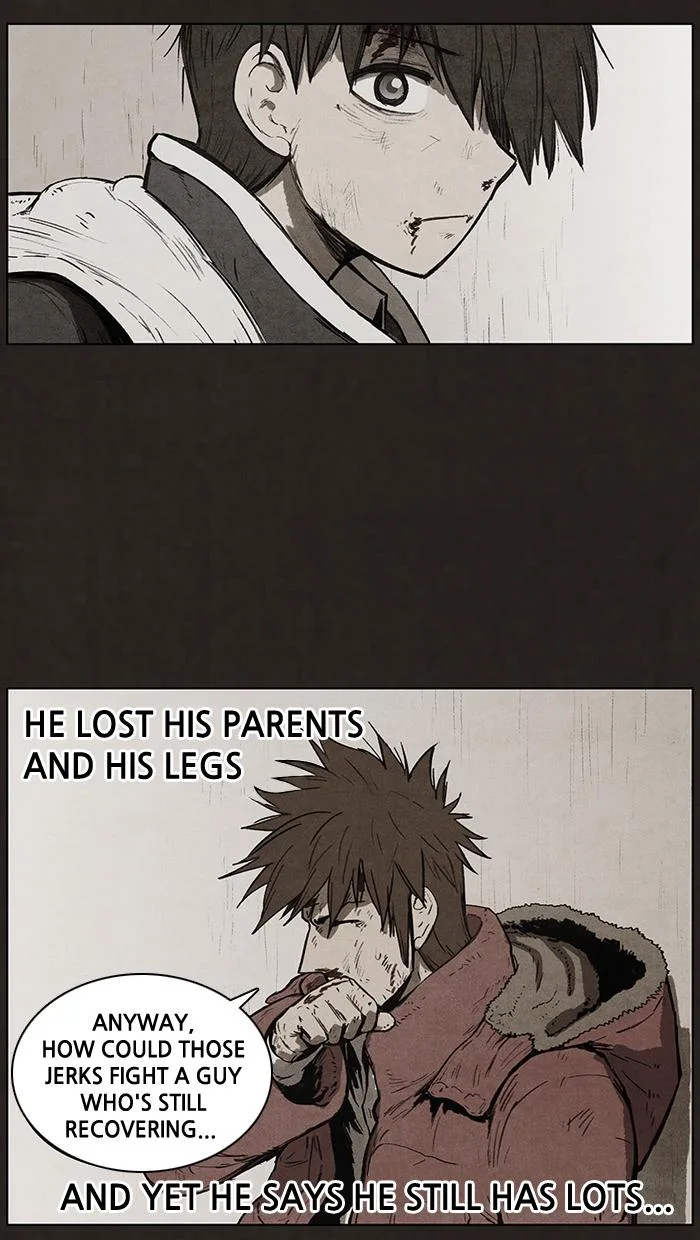 HE LOST HIS PARENTS
AND HIS LEGS
ANYWAY,
HOW COULD THOSE
JERKS FIGHT A GUY
WHO'S STILL
RECOVERING...
AND YET HE SAYS HE STILL HAS LOTS...